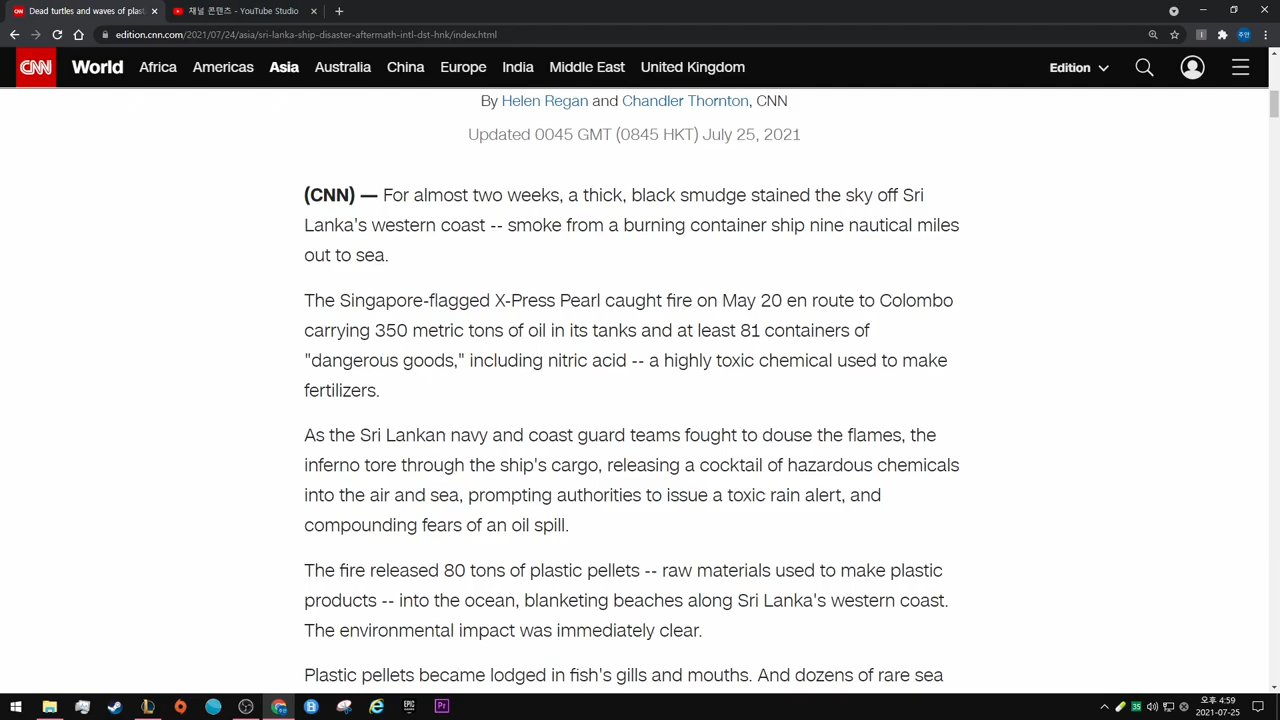 Dead turtles and waves of plast
채널 콘텐츠 - YouTube Studio
edition.cnn.com/2021/07/24/asia/sri-lanka-ship-disaster-aftermath-intl-dst-hnk/index.html
주안
CNN World Africa Americas Asia Australia China Europe India Middle East United Kingdom Edition
By Helen Regan and Chandler Thornton, CNN
Updated 0045 GMT (0845 HKT) July 25, 2021
(CNN) — For almost two weeks, a thick, black smudge stained the sky off Sri
Lanka's western coast -- smoke from a burning container ship nine nautical miles
out to sea.
The Singapore-flagged X-Press Pearl caught fire on May 20 en route to Colombo
carrying 350 metric tons of oil in its tanks and at least 81 containers of
"dangerous goods," including nitric acid -- a highly toxic chemical used to make
fertilizers.
As the Sri Lankan navy and coast guard teams fought to douse the flames, the
inferno tore through the ship's cargo, releasing a cocktail of hazardous chemicals
into the air and sea, prompting authorities to issue a toxic rain alert, and
compounding fears of an oil spill.
The fire released 80 tons of plastic pellets -- raw materials used to make plastic
products -- into the ocean, blanketing beaches along Sri Lanka's western coast.
The environmental impact was immediately clear.
Plastic pellets became lodged in fish's gills and mouths. And dozens of rare sea
EPIC
Pr
35
오후 4:59
2021-07-25